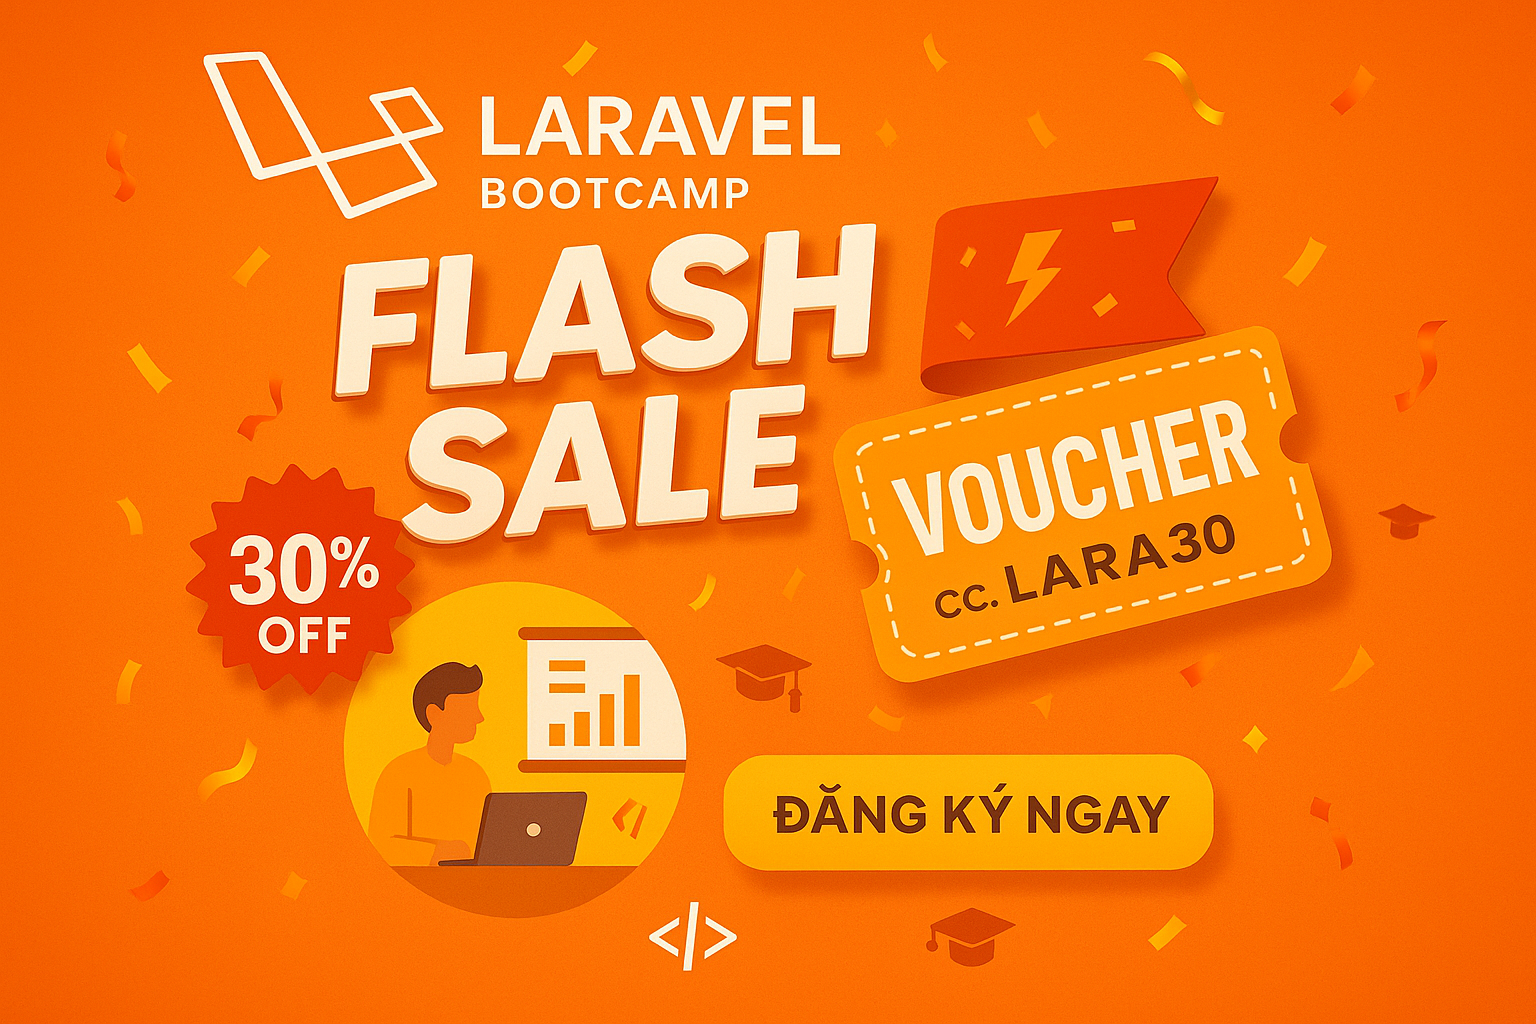 LARAVEL
BOOTCAMP
FLASH
SALE
30%
OFF
VOUCHER
CC. LARA30
ĐĂNG KÝ NGAY
</>